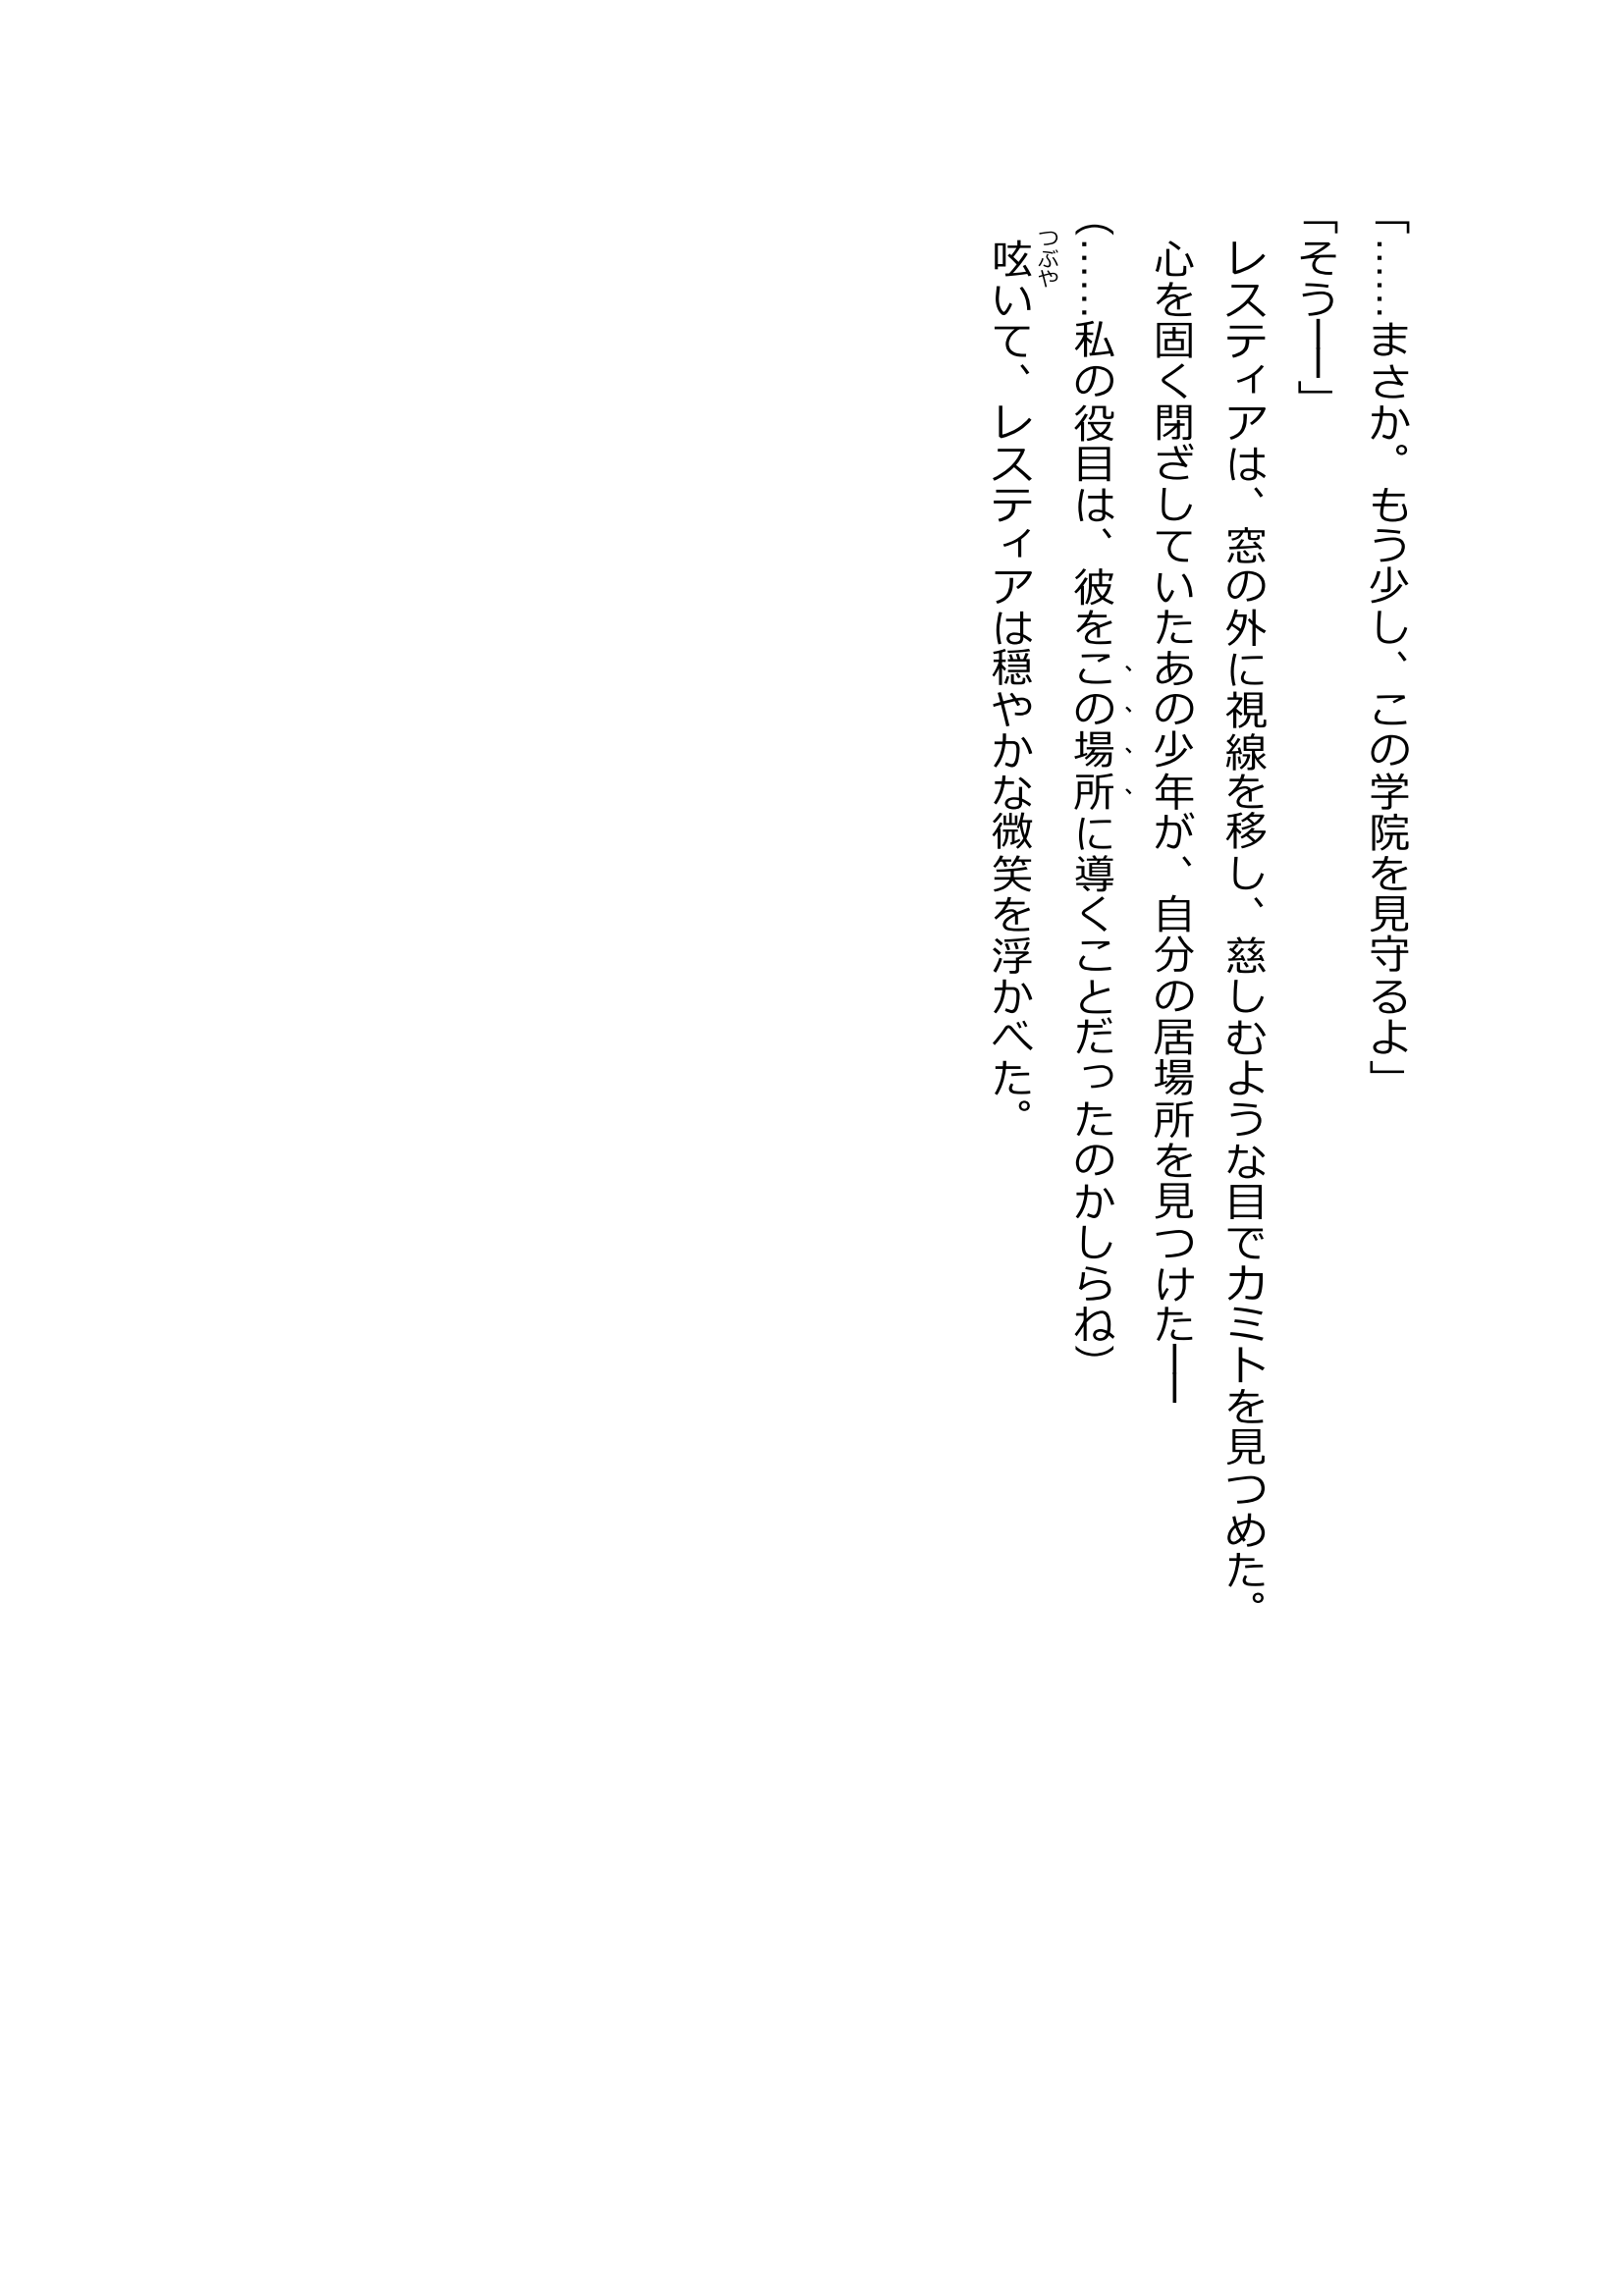 「……まさか。もう少し、この学院を見守るよ」
「そう――」
　レスティアは、窓の外に視線を移し、慈しむような目でカミトを見つめた。
　心を固く閉ざしていたあの少年が、自分の居場所を見つけた――
（……私の役目は、彼をこの場所に導くことだったのかしらね）
　呟いて、レスティアは穏やかな微笑を浮かべた。
つぶや